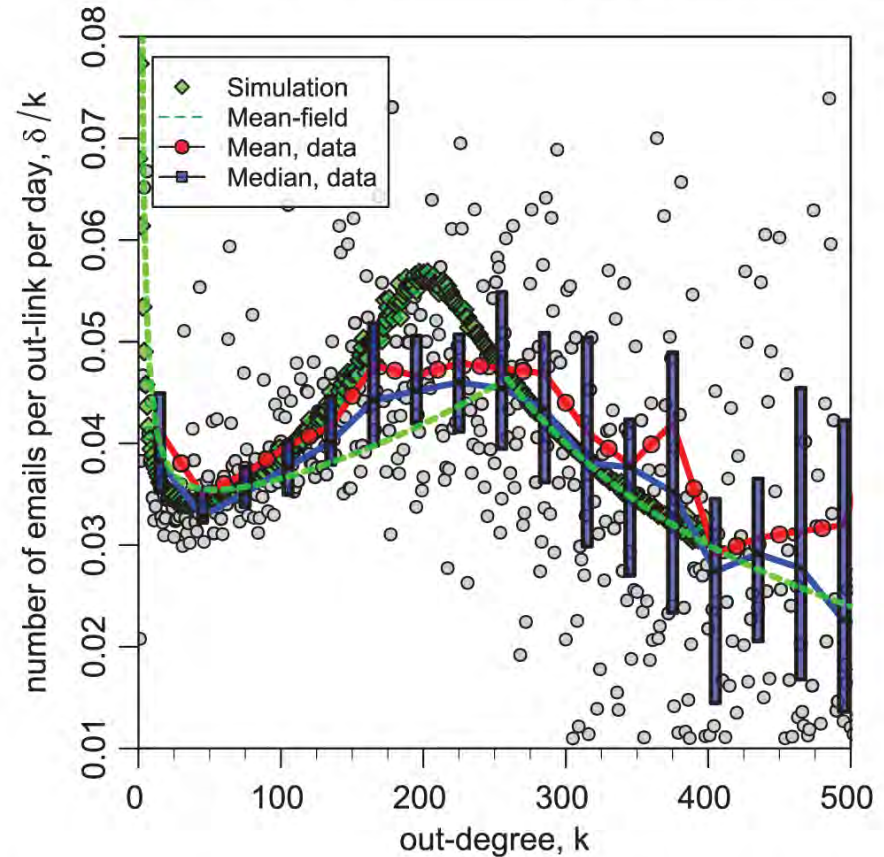 number of emails per out-link per day, δ/k
0.08
0.07
0.06
0.05
0.04
0.03
0.02
0.01
Simulation
Mean-field
Mean, data
Median, data
0 100 200 300 400 500
out-degree, k